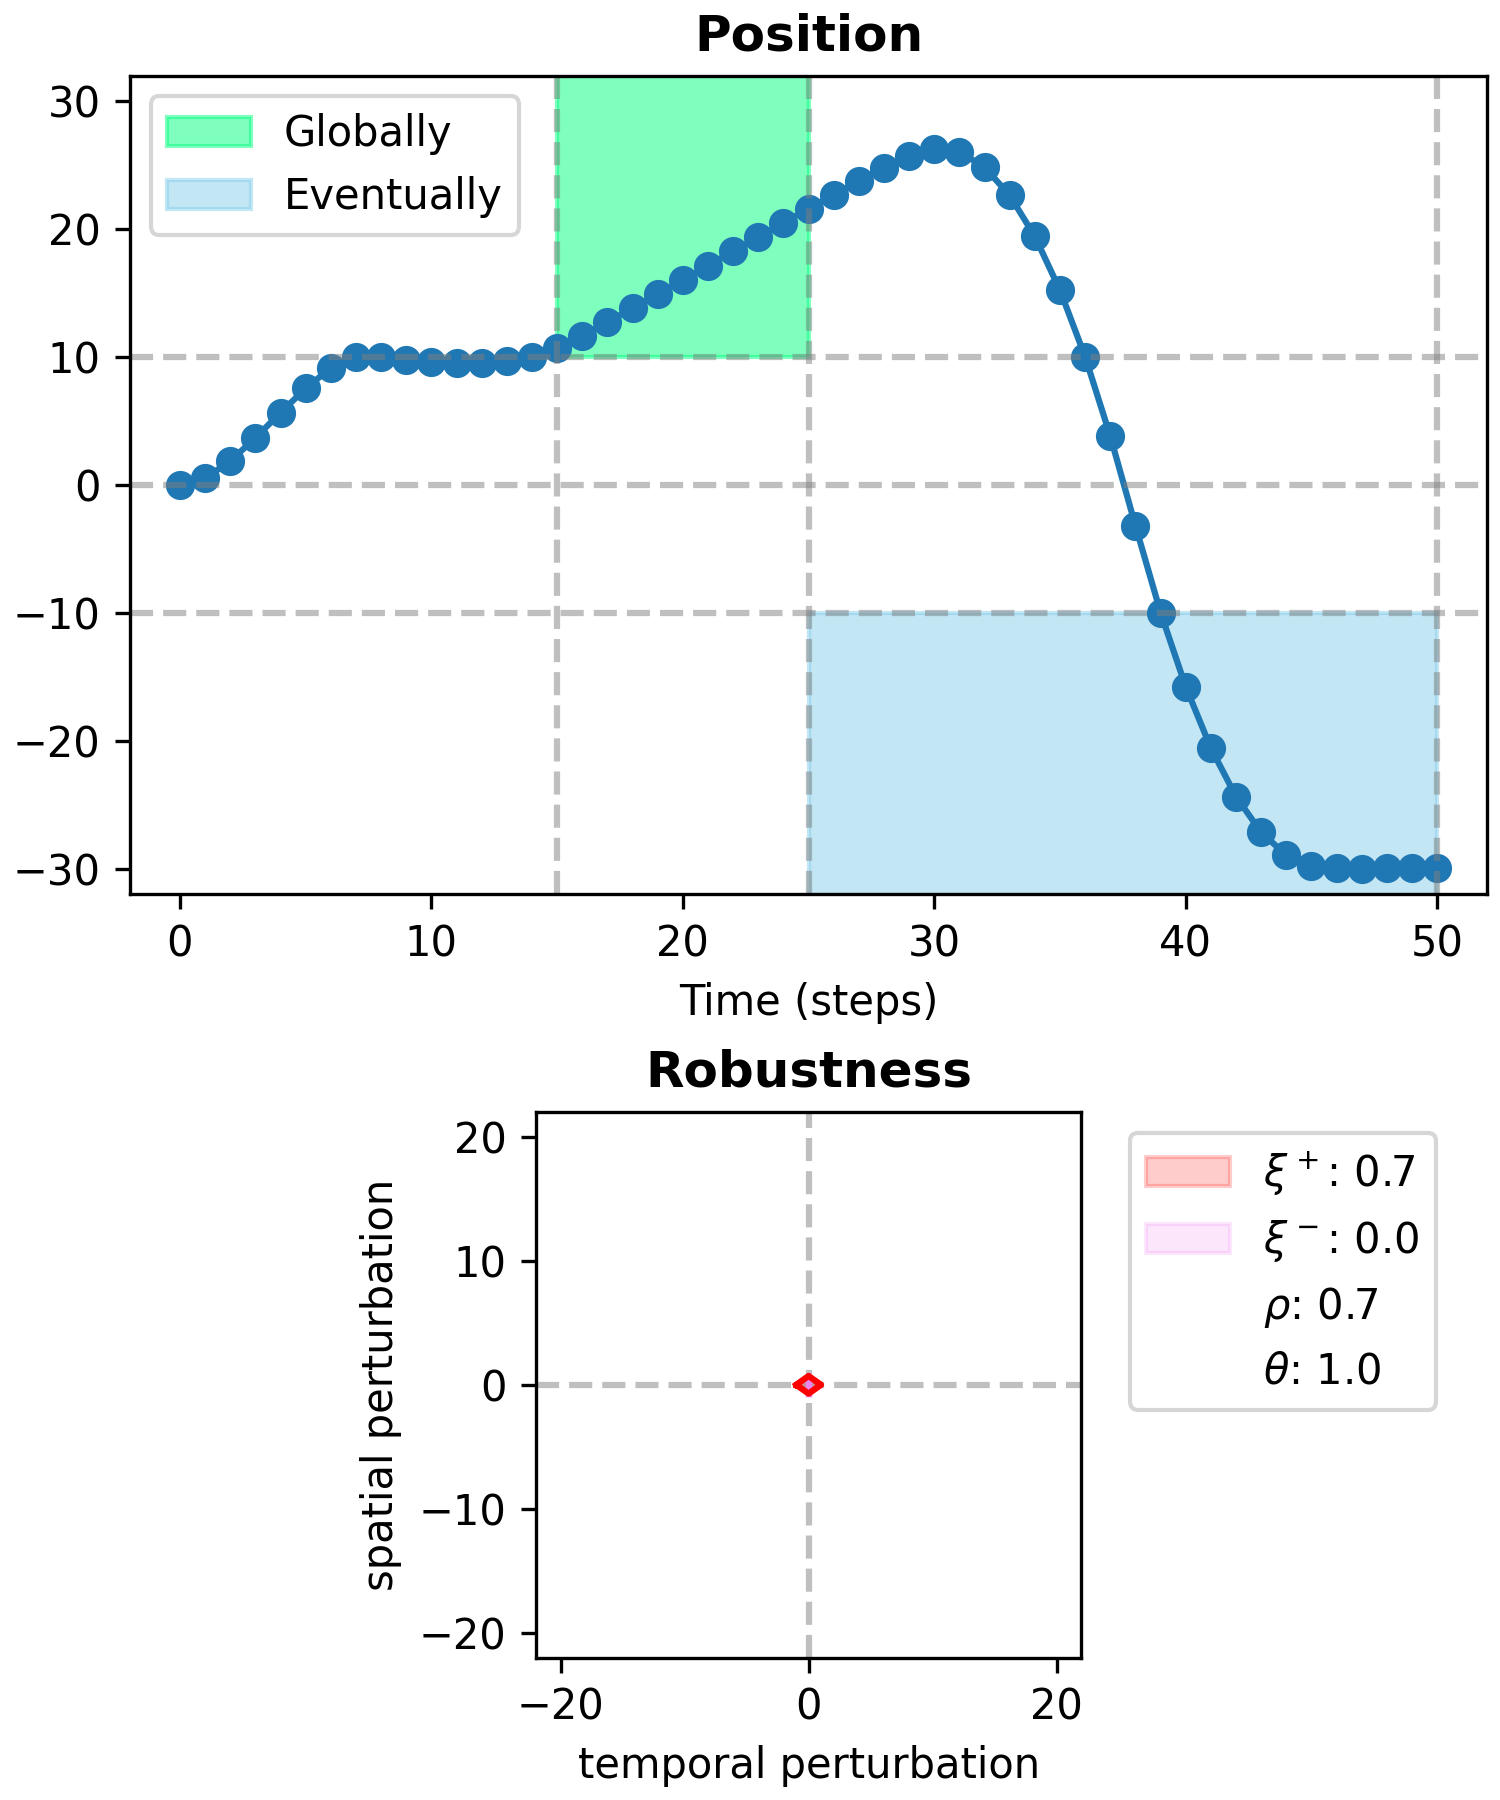 Position
30
20
10
0
−10
−20
−30
Globally
Eventually
0 10 20 30 40 50
Time (steps)
Robustness
20
10
0
−10
−20
spatial perturbation
−20 0 20
temporal perturbation
ξ⁺: 0.7
ξ⁻: 0.0
ρ: 0.7
θ: 1.0